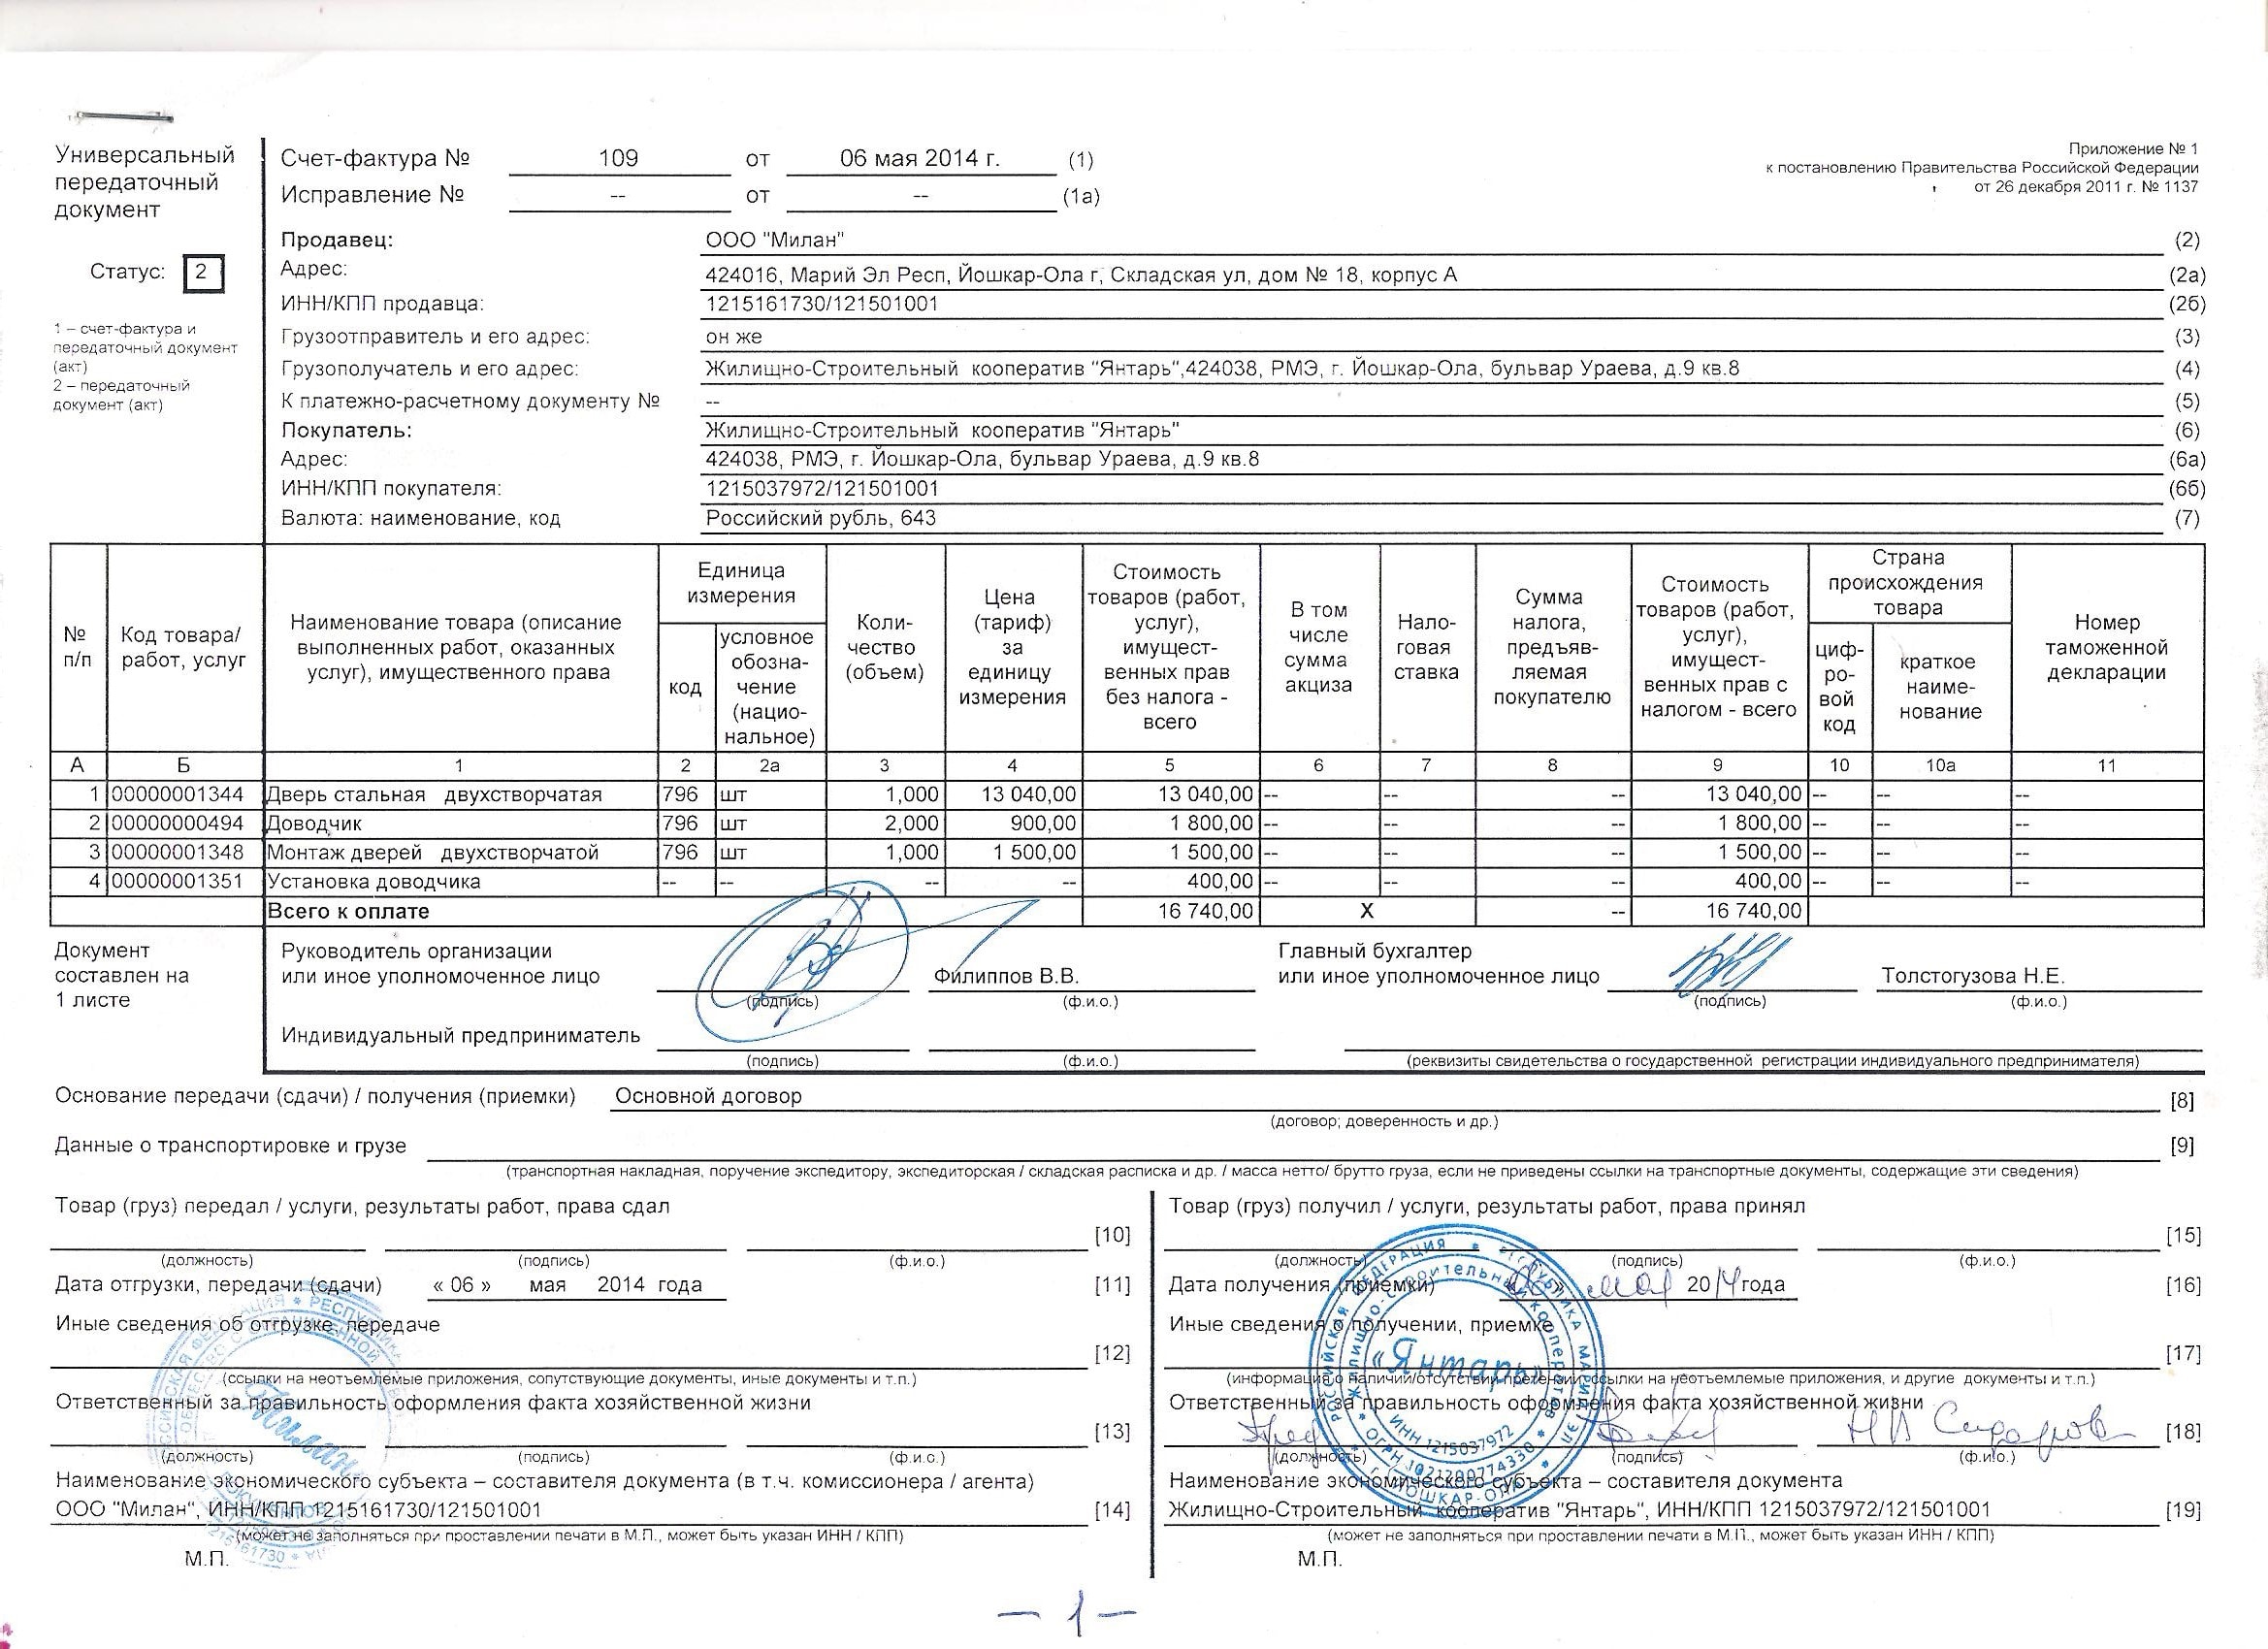 Универсальный
передаточный
документ
Статус: 2
1 – счет-фактура и
передаточный документ
(акт)
2 – передаточный
документ (акт)
Счет-фактура № 109 от 06 мая 2014 г. (1)
Исправление № -- от -- (1а)
Приложение № 1
к постановлению Правительства Российской Федерации
от 26 декабря 2011 г. № 1137
Продавец: ООО "Милан" (2)
Адрес: 424016, Марий Эл Респ, Йошкар-Ола г, Складская ул, дом № 18, корпус А (2а)
ИНН/КПП продавца: 1215161730/121501001 (2б)
Грузоотправитель и его адрес: он же (3)
Грузополучатель и его адрес: Жилищно-Строительный кооператив "Янтарь",424038, РМЭ, г. Йошкар-Ола, бульвар Ураева, д.9 кв.8 (4)
К платежно-расчетному документу № -- (5)
Покупатель: Жилищно-Строительный кооператив "Янтарь" (6)
Адрес: 424038, РМЭ, г. Йошкар-Ола, бульвар Ураева, д.9 кв.8 (6а)
ИНН/КПП покупателя: 1215037972/121501001 (6б)
Валюта: наименование, код Российский рубль, 643 (7)
№
п/п
Код товара/
работ, услуг
Наименование товара (описание
выполненных работ, оказанных
услуг), имущественного права
Единица
измерения
код
условное
обозна-
чение
(нацио-
нальное)
Коли-
чество
(объем)
Цена
(тариф)
за
единицу
измерения
Стоимость
товаров (работ,
услуг),
имущест-
венных прав
без налога -
всего
В том
числе
сумма
акциза
Нало-
говая
ставка
Сумма
налога,
предъяв-
ляемая
покупателю
Стоимость
товаров (работ,
услуг),
имущест-
венных прав с
налогом - всего
Страна
происхождения
товара
циф-
ро-
вой
код
краткое
наиме-
нование
Номер
таможенной
декларации
А Б 1 2 2а 3 4 5 6 7 8 9 10 10а 11
1 00000001344 Дверь стальная двухстворчатая 796 шт 1,000 13 040,00 13 040,00 -- -- -- 13 040,00 -- -- --
2 00000000494 Доводчик 796 шт 2,000 900,00 1 800,00 -- -- -- 1 800,00 -- -- --
3 00000001348 Монтаж дверей двухстворчатой 796 шт 1,000 1 500,00 1 500,00 -- -- -- 1 500,00 -- -- --
4 00000001351 Установка доводчика -- -- -- -- 400,00 -- -- -- 400,00 -- -- --
Всего к оплате 16 740,00 Х -- 16 740,00
Документ
составлен на
1 листе
Руководитель организации
или иное уполномоченное лицо Филиппов В.В.
(подпись) (ф.и.о.)
Главный бухгалтер
или иное уполномоченное лицо Толстогузова Н.Е.
(подпись) (ф.и.о.)
Индивидуальный предприниматель
(подпись) (ф.и.о.) (реквизиты свидетельства о государственной регистрации индивидуального предпринимателя)
Основание передачи (сдачи) / получения (приемки) Основной договор [8]
(договор; доверенность и др.)
Данные о транспортировке и грузе [9]
(транспортная накладная, поручение экспедитору, экспедиторская / складская расписка и др. / масса нетто/ брутто груза, если не приведены ссылки на транспортные документы, содержащие эти сведения)
Товар (груз) передал / услуги, результаты работ, права сдал
[10]
(должность) (подпись) (ф.и.о.)
Дата отгрузки, передачи (сдачи) « 06 » мая 2014 года [11]
Иные сведения об отгрузке, передаче
[12]
(ссылки на неотъемлемые приложения, сопутствующие документы, иные документы и т.п.)
Ответственный за правильность оформления факта хозяйственной жизни
[13]
(должность) (подпись) (ф.и.о.)
Наименование экономического субъекта – составителя документа (в т.ч. комиссионера / агента)
ООО "Милан", ИНН/КПП 1215161730/121501001 [14]
(может не заполняться при проставлении печати в М.П., может быть указан ИНН / КПП)
М.П.
Милан
Товар (груз) получил / услуги, результаты работ, права принял
[15]
(должность) (подпись) (ф.и.о.)
Дата получения (приемки) мая 2014 года [16]
Иные сведения о получении, приемке
[17]
(информация о наличии/отсутствии претензии; ссылки на неотъемлемые приложения, и другие документы и т.п.)
Ответственный за правильность оформления факта хозяйственной жизни
Пред [18]
(должность) (подпись) (ф.и.о.)
Наименование экономического субъекта – составителя документа
Жилищно-Строительный кооператив "Янтарь", ИНН/КПП 1215037972/121501001 [19]
(может не заполняться при проставлении печати в М.П., может быть указан ИНН / КПП)
М.П.
РОССИЙСКАЯ ФЕДЕРАЦИЯ * РЕСПУБЛИКА МАРИЙ ЭЛ * г. ЙОШКАР-ОЛА
Жилищно-строительный кооператив
«Янтарь»
ИНН 1215037972
ОГРН 1021200774330
— 1 —